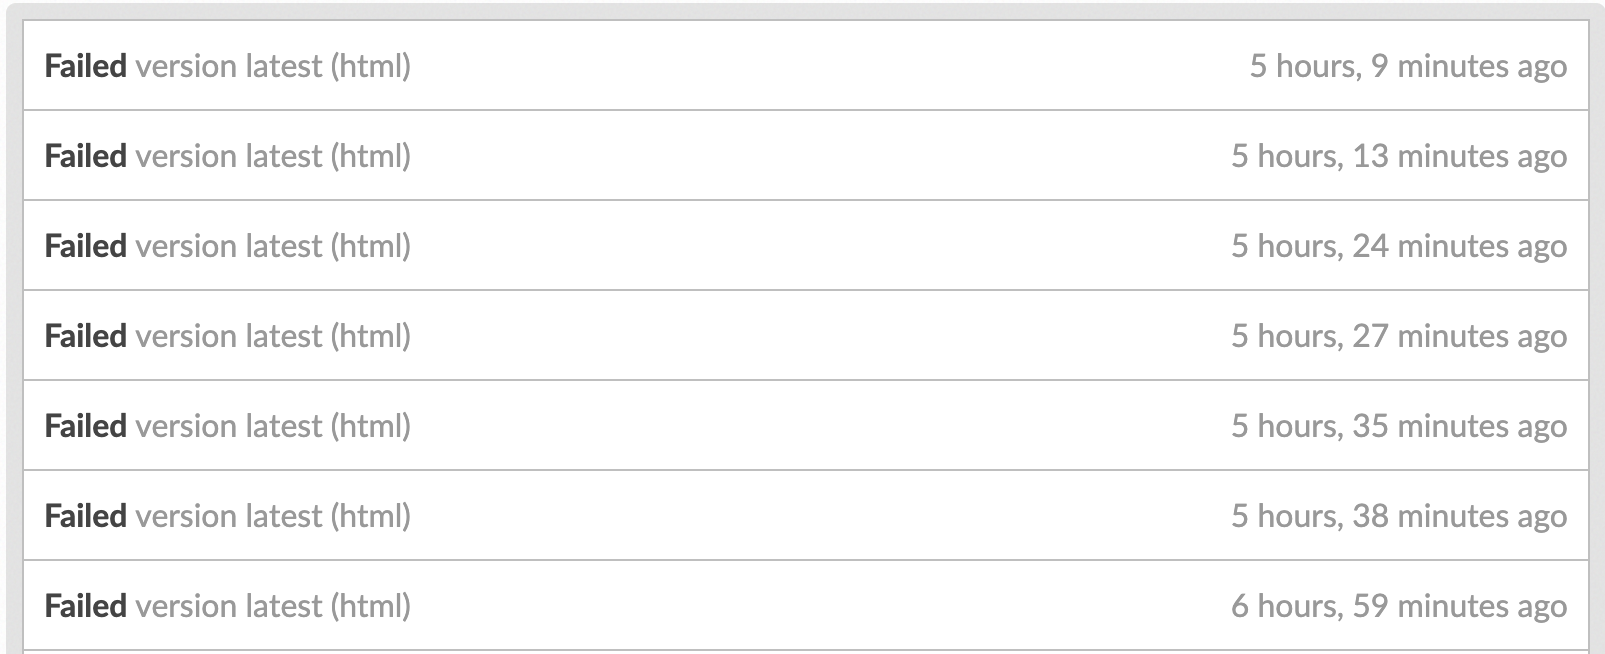 Failed version latest (html) 5 hours, 9 minutes ago
Failed version latest (html) 5 hours, 13 minutes ago
Failed version latest (html) 5 hours, 24 minutes ago
Failed version latest (html) 5 hours, 27 minutes ago
Failed version latest (html) 5 hours, 35 minutes ago
Failed version latest (html) 5 hours, 38 minutes ago
Failed version latest (html) 6 hours, 59 minutes ago